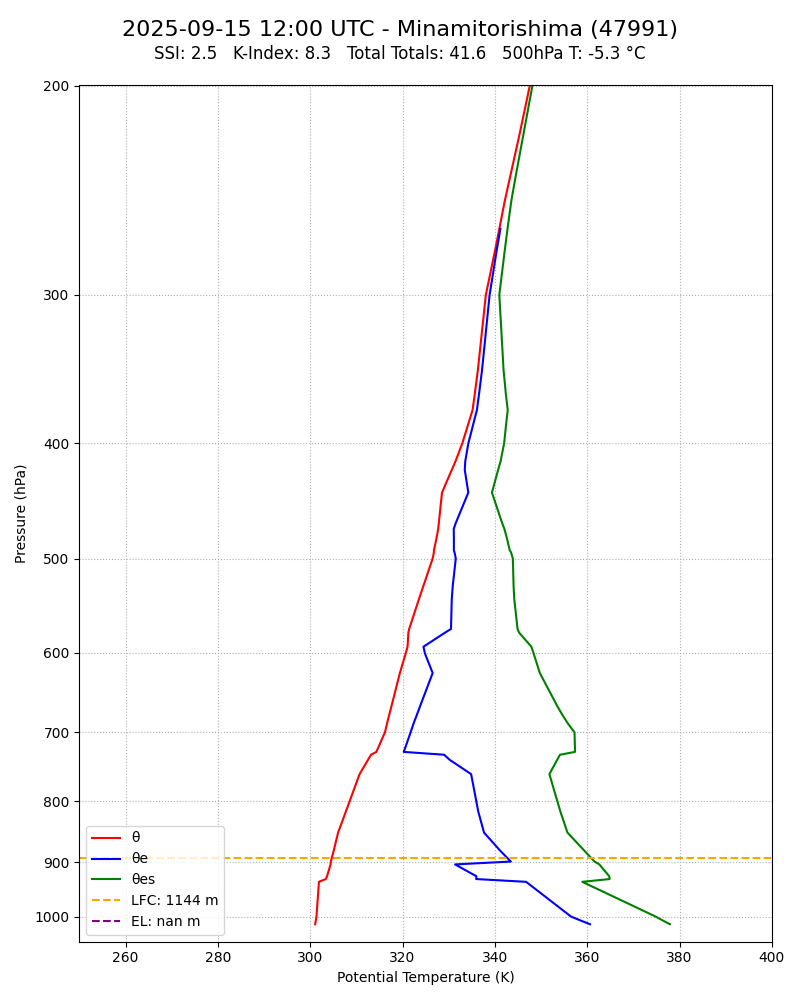 2025-09-15 12:00 UTC - Minamitorishima (47991)
SSI: 2.5   K-Index: 8.3   Total Totals: 41.6   500hPa T: -5.3 °C
200
300
400
500
600
700
800
900
1000
Pressure (hPa)
θ
θe
θes
LFC: 1144 m
EL: nan m
260 280 300 320 340 360 380 400
Potential Temperature (K)